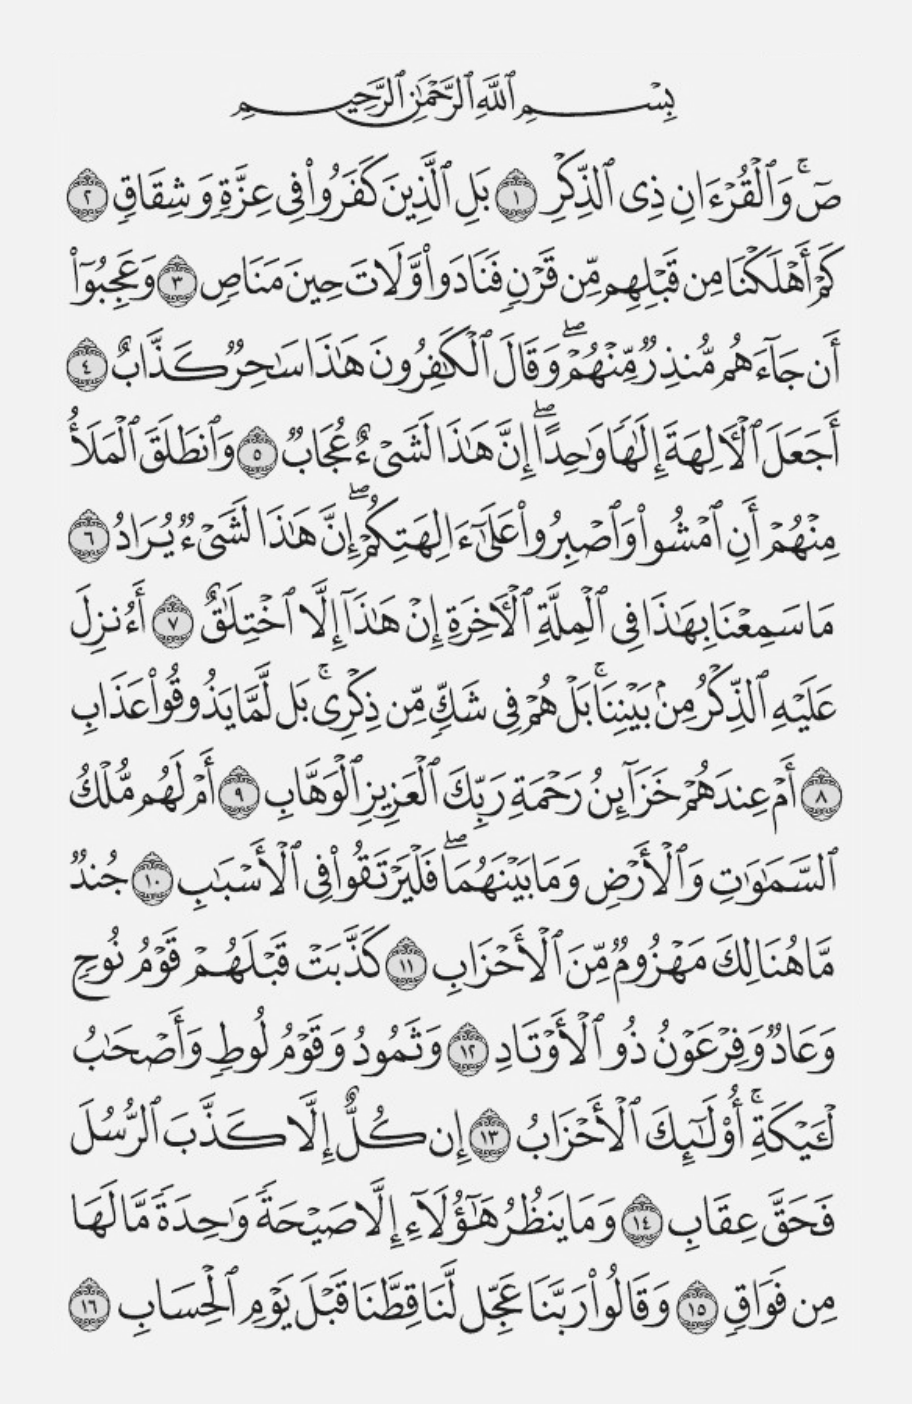 بِسْمِ ٱللَّهِ ٱلرَّحْمَٰنِ ٱلرَّحِيمِ
صٓۚ وَٱلْقُرْءَانِ ذِى ٱلذِّكْرِ ١ بَلِ ٱلَّذِينَ كَفَرُوا۟ فِى عِزَّةٍ وَشِقَاقٍ ٢
كَمْ أَهْلَكْنَا مِن قَبْلِهِم مِّن قَرْنٍ فَنَادَوا۟ وَّلَاتَ حِينَ مَنَاصٍ ٣ وَعَجِبُوٓا۟
أَن جَآءَهُم مُّنذِرٌ مِّنْهُمْۖ وَقَالَ ٱلْكَٰفِرُونَ هَٰذَا سَٰحِرٌ كَذَّابٌ ٤
أَجَعَلَ ٱلْءَالِهَةَ إِلَٰهًا وَٰحِدًاۖ إِنَّ هَٰذَا لَشَىْءٌ عُجَابٌ ٥ وَٱنطَلَقَ ٱلْمَلَأُ
مِنْهُمْ أَنِ ٱمْشُوا۟ وَٱصْبِرُوا۟ عَلَىٰٓ ءَالِهَتِكُمْۖ إِنَّ هَٰذَا لَشَىْءٌ يُرَادُ ٦
مَا سَمِعْنَا بِهَٰذَا فِى ٱلْمِلَّةِ ٱلْءَاخِرَةِ إِنْ هَٰذَآ إِلَّا ٱخْتِلَٰقٌ ٧ أَءُنزِلَ
عَلَيْهِ ٱلذِّكْرُ مِنۢ بَيْنِنَاۚ بَلْ هُمْ فِى شَكٍّ مِّن ذِكْرِىۚ بَل لَّمَّا يَذُوقُوا۟ عَذَابِ
٨ أَمْ عِندَهُمْ خَزَآئِنُ رَحْمَةِ رَبِّكَ ٱلْعَزِيزِ ٱلْوَهَّابِ ٩ أَمْ لَهُم مُّلْكُ
ٱلسَّمَٰوَٰتِ وَٱلْأَرْضِ وَمَا بَيْنَهُمَاۖ فَلْيَرْتَقُوا۟ فِى ٱلْأَسْبَٰبِ ١٠ جُندٌ
مَّا هُنَالِكَ مَهْزُومٌ مِّنَ ٱلْأَحْزَابِ ١١ كَذَّبَتْ قَبْلَهُمْ قَوْمُ نُوحٍ
وَعَادٌ وَفِرْعَوْنُ ذُو ٱلْأَوْتَادِ ١٢ وَثَمُودُ وَقَوْمُ لُوطٍ وَأَصْحَٰبُ
لْـَٔيْكَةِۚ أُو۟لَٰٓئِكَ ٱلْأَحْزَابُ ١٣ إِن كُلٌّ إِلَّا كَذَّبَ ٱلرُّسُلَ
فَحَقَّ عِقَابِ ١٤ وَمَا يَنظُرُ هَٰٓؤُلَآءِ إِلَّا صَيْحَةً وَٰحِدَةً مَّا لَهَا
مِن فَوَاقٍ ١٥ وَقَالُوا۟ رَبَّنَا عَجِّل لَّنَا قِطَّنَا قَبْلَ يَوْمِ ٱلْحِسَابِ ١٦